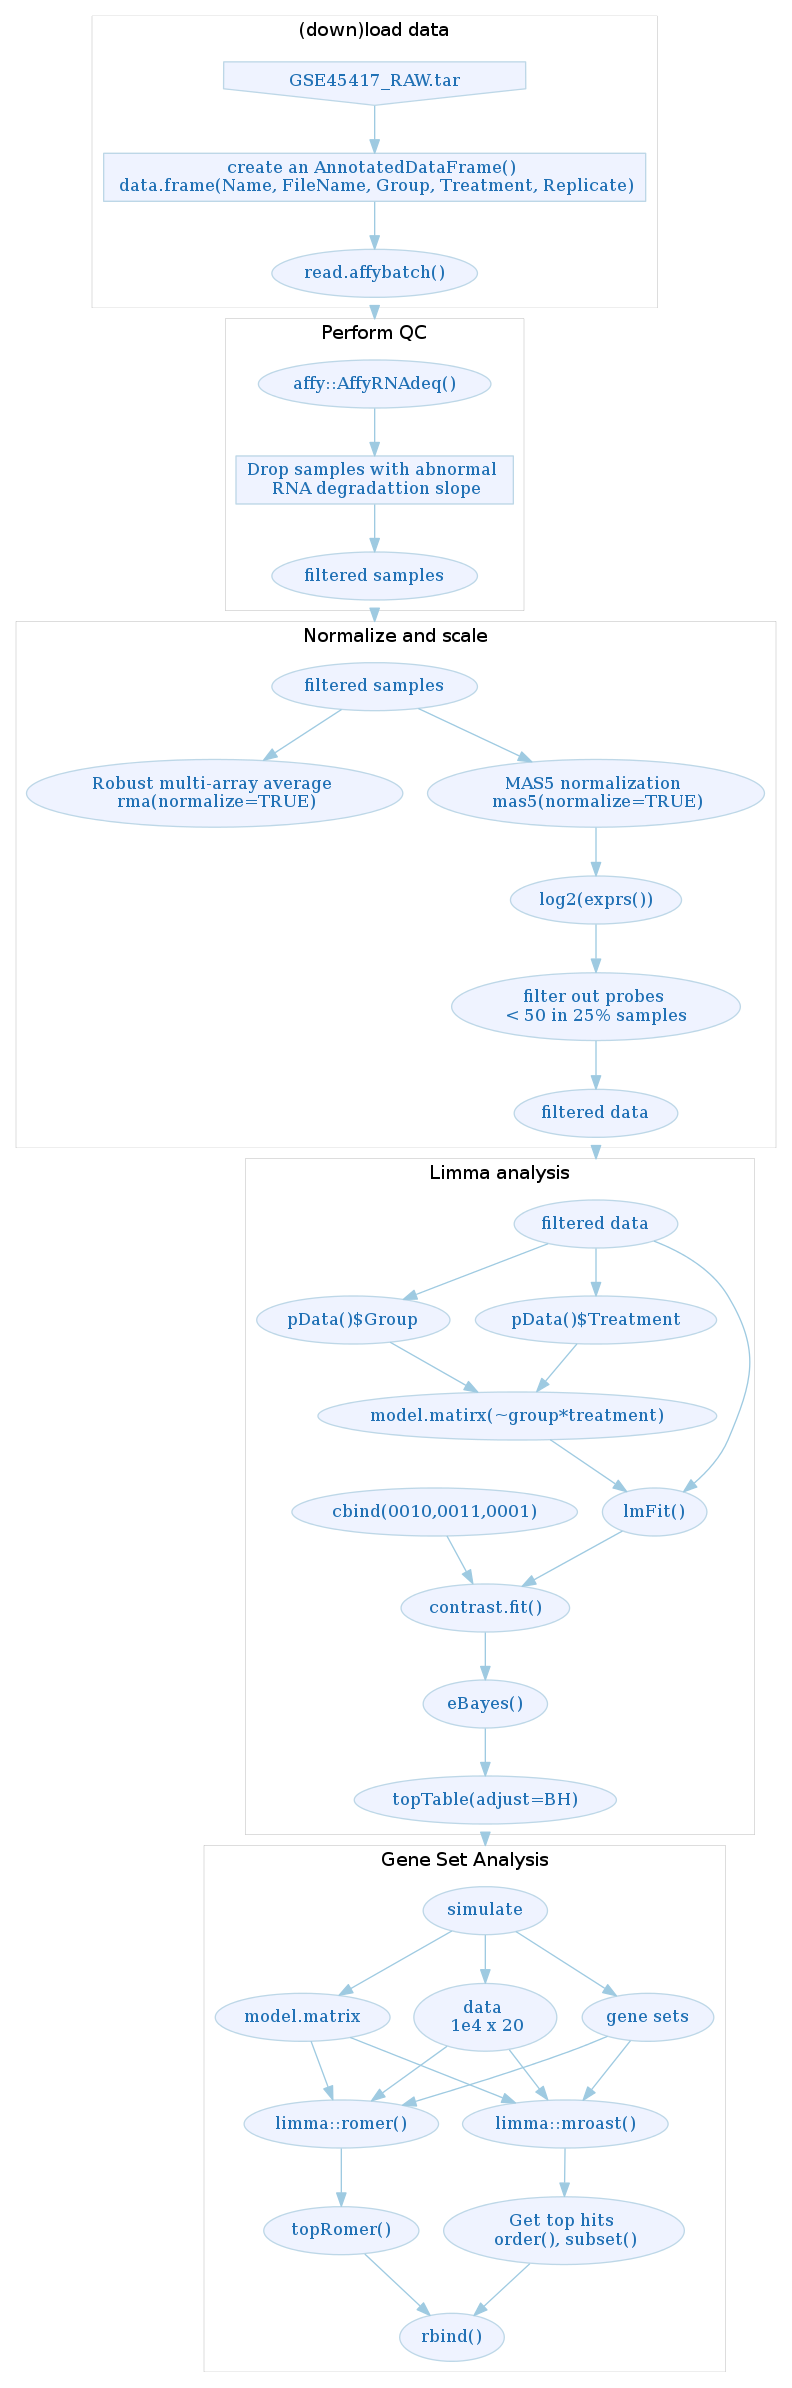 (down)load data
GSE45417_RAW.tar
create an AnnotatedDataFrame()
data.frame(Name, FileName, Group, Treatment, Replicate)
read.affybatch()
Perform QC
affy::AffyRNAdeq()
Drop samples with abnormal
RNA degradattion slope
filtered samples
Normalize and scale
filtered samples
Robust multi-array average
rma(normalize=TRUE)
MAS5 normalization
mas5(normalize=TRUE)
log2(exprs())
filter out probes
< 50 in 25% samples
filtered data
Limma analysis
filtered data
pData()$Group
pData()$Treatment
model.matirx(~group*treatment)
cbind(0010,0011,0001)
lmFit()
contrast.fit()
eBayes()
topTable(adjust=BH)
Gene Set Analysis
simulate
model.matrix
data
1e4 x 20
gene sets
limma::romer()
limma::mroast()
topRomer()
Get top hits
order(), subset()
rbind()